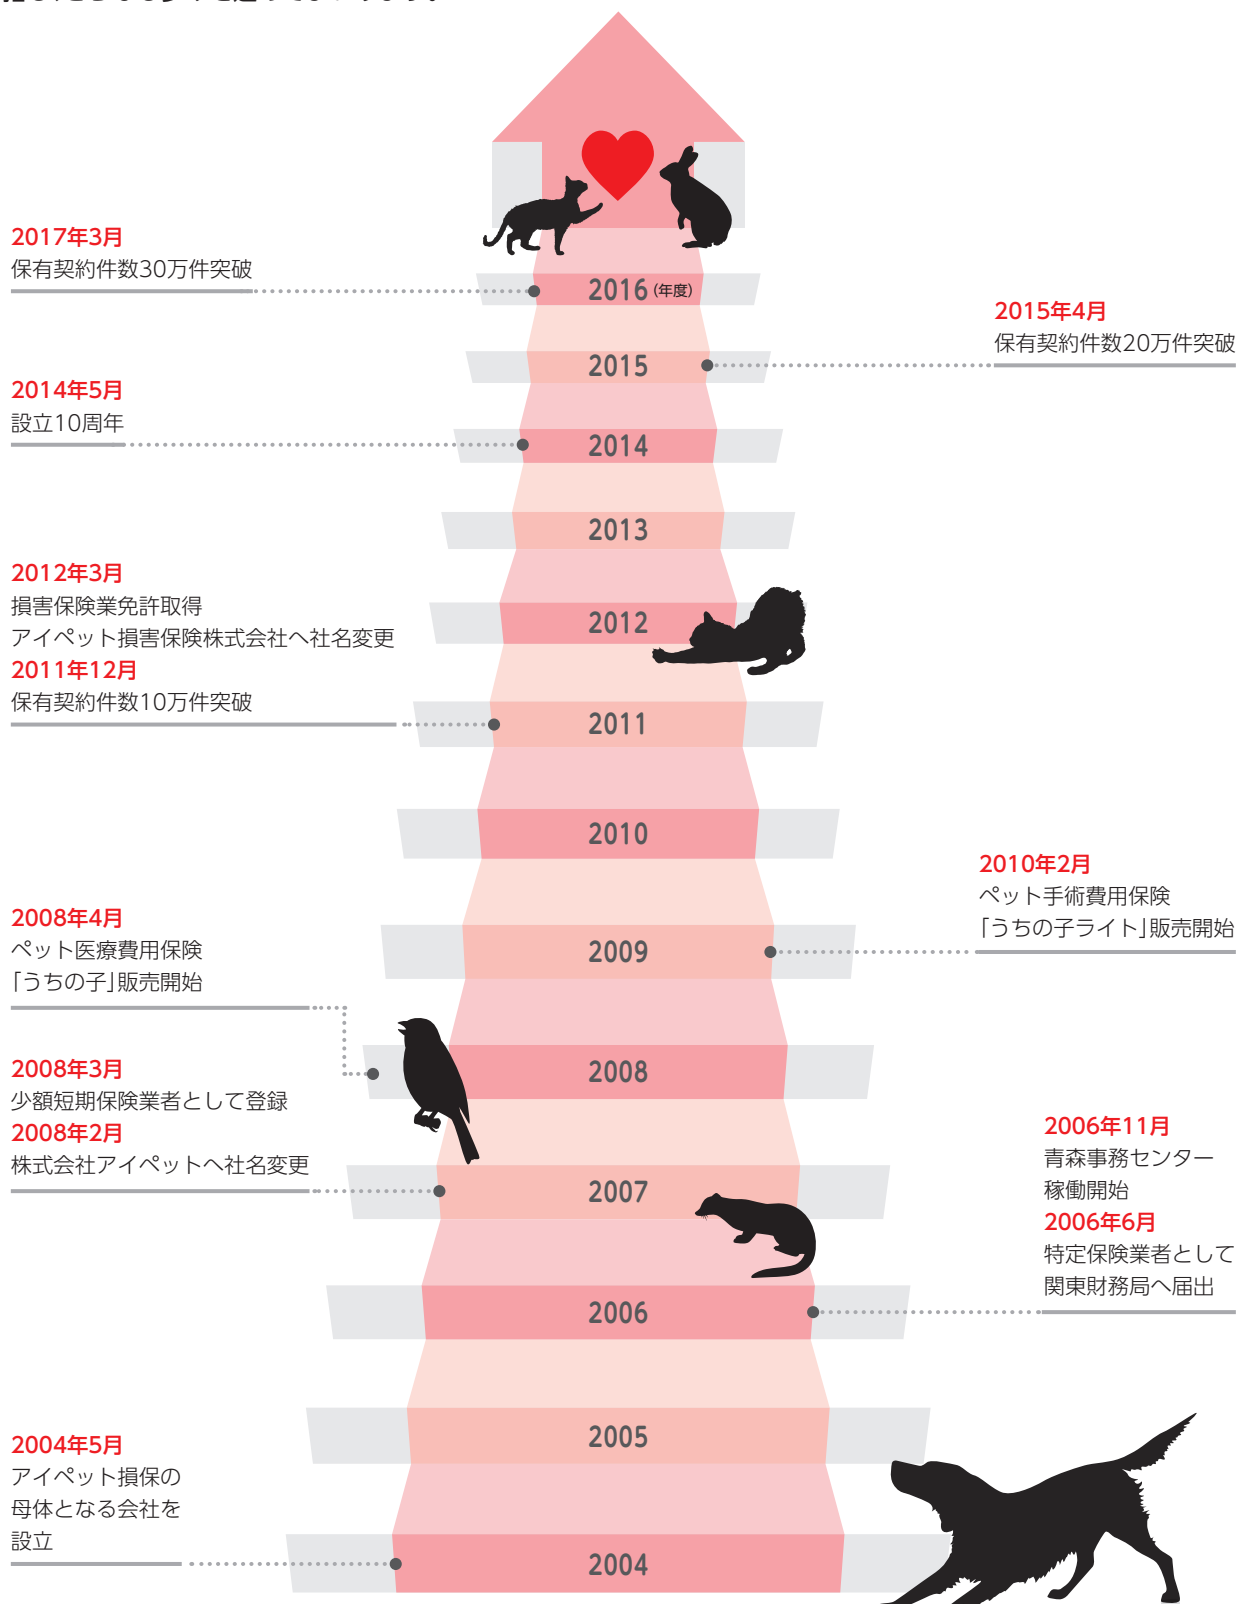 2017年3月
保有契約件数30万件突破
2016(年度)
2015年4月
保有契約件数20万件突破
2015
2014年5月
設立10周年
2014
2013
2012年3月
損害保険業免許取得
アイペット損害保険株式会社へ社名変更
2011年12月
保有契約件数10万件突破
2012
2011
2010
2010年2月
ペット手術費用保険
「うちの子ライト」販売開始
2009
2008年4月
ペット医療費用保険
「うちの子」販売開始
2008
2008年3月
少額短期保険業者として登録
2008年2月
株式会社アイペットへ社名変更
2007
2006年11月
青森事務センター
稼働開始
2006年6月
特定保険業者として
関東財務局へ届出
2006
2005
2004年5月
アイペット損保の
母体となる会社を
設立
2004